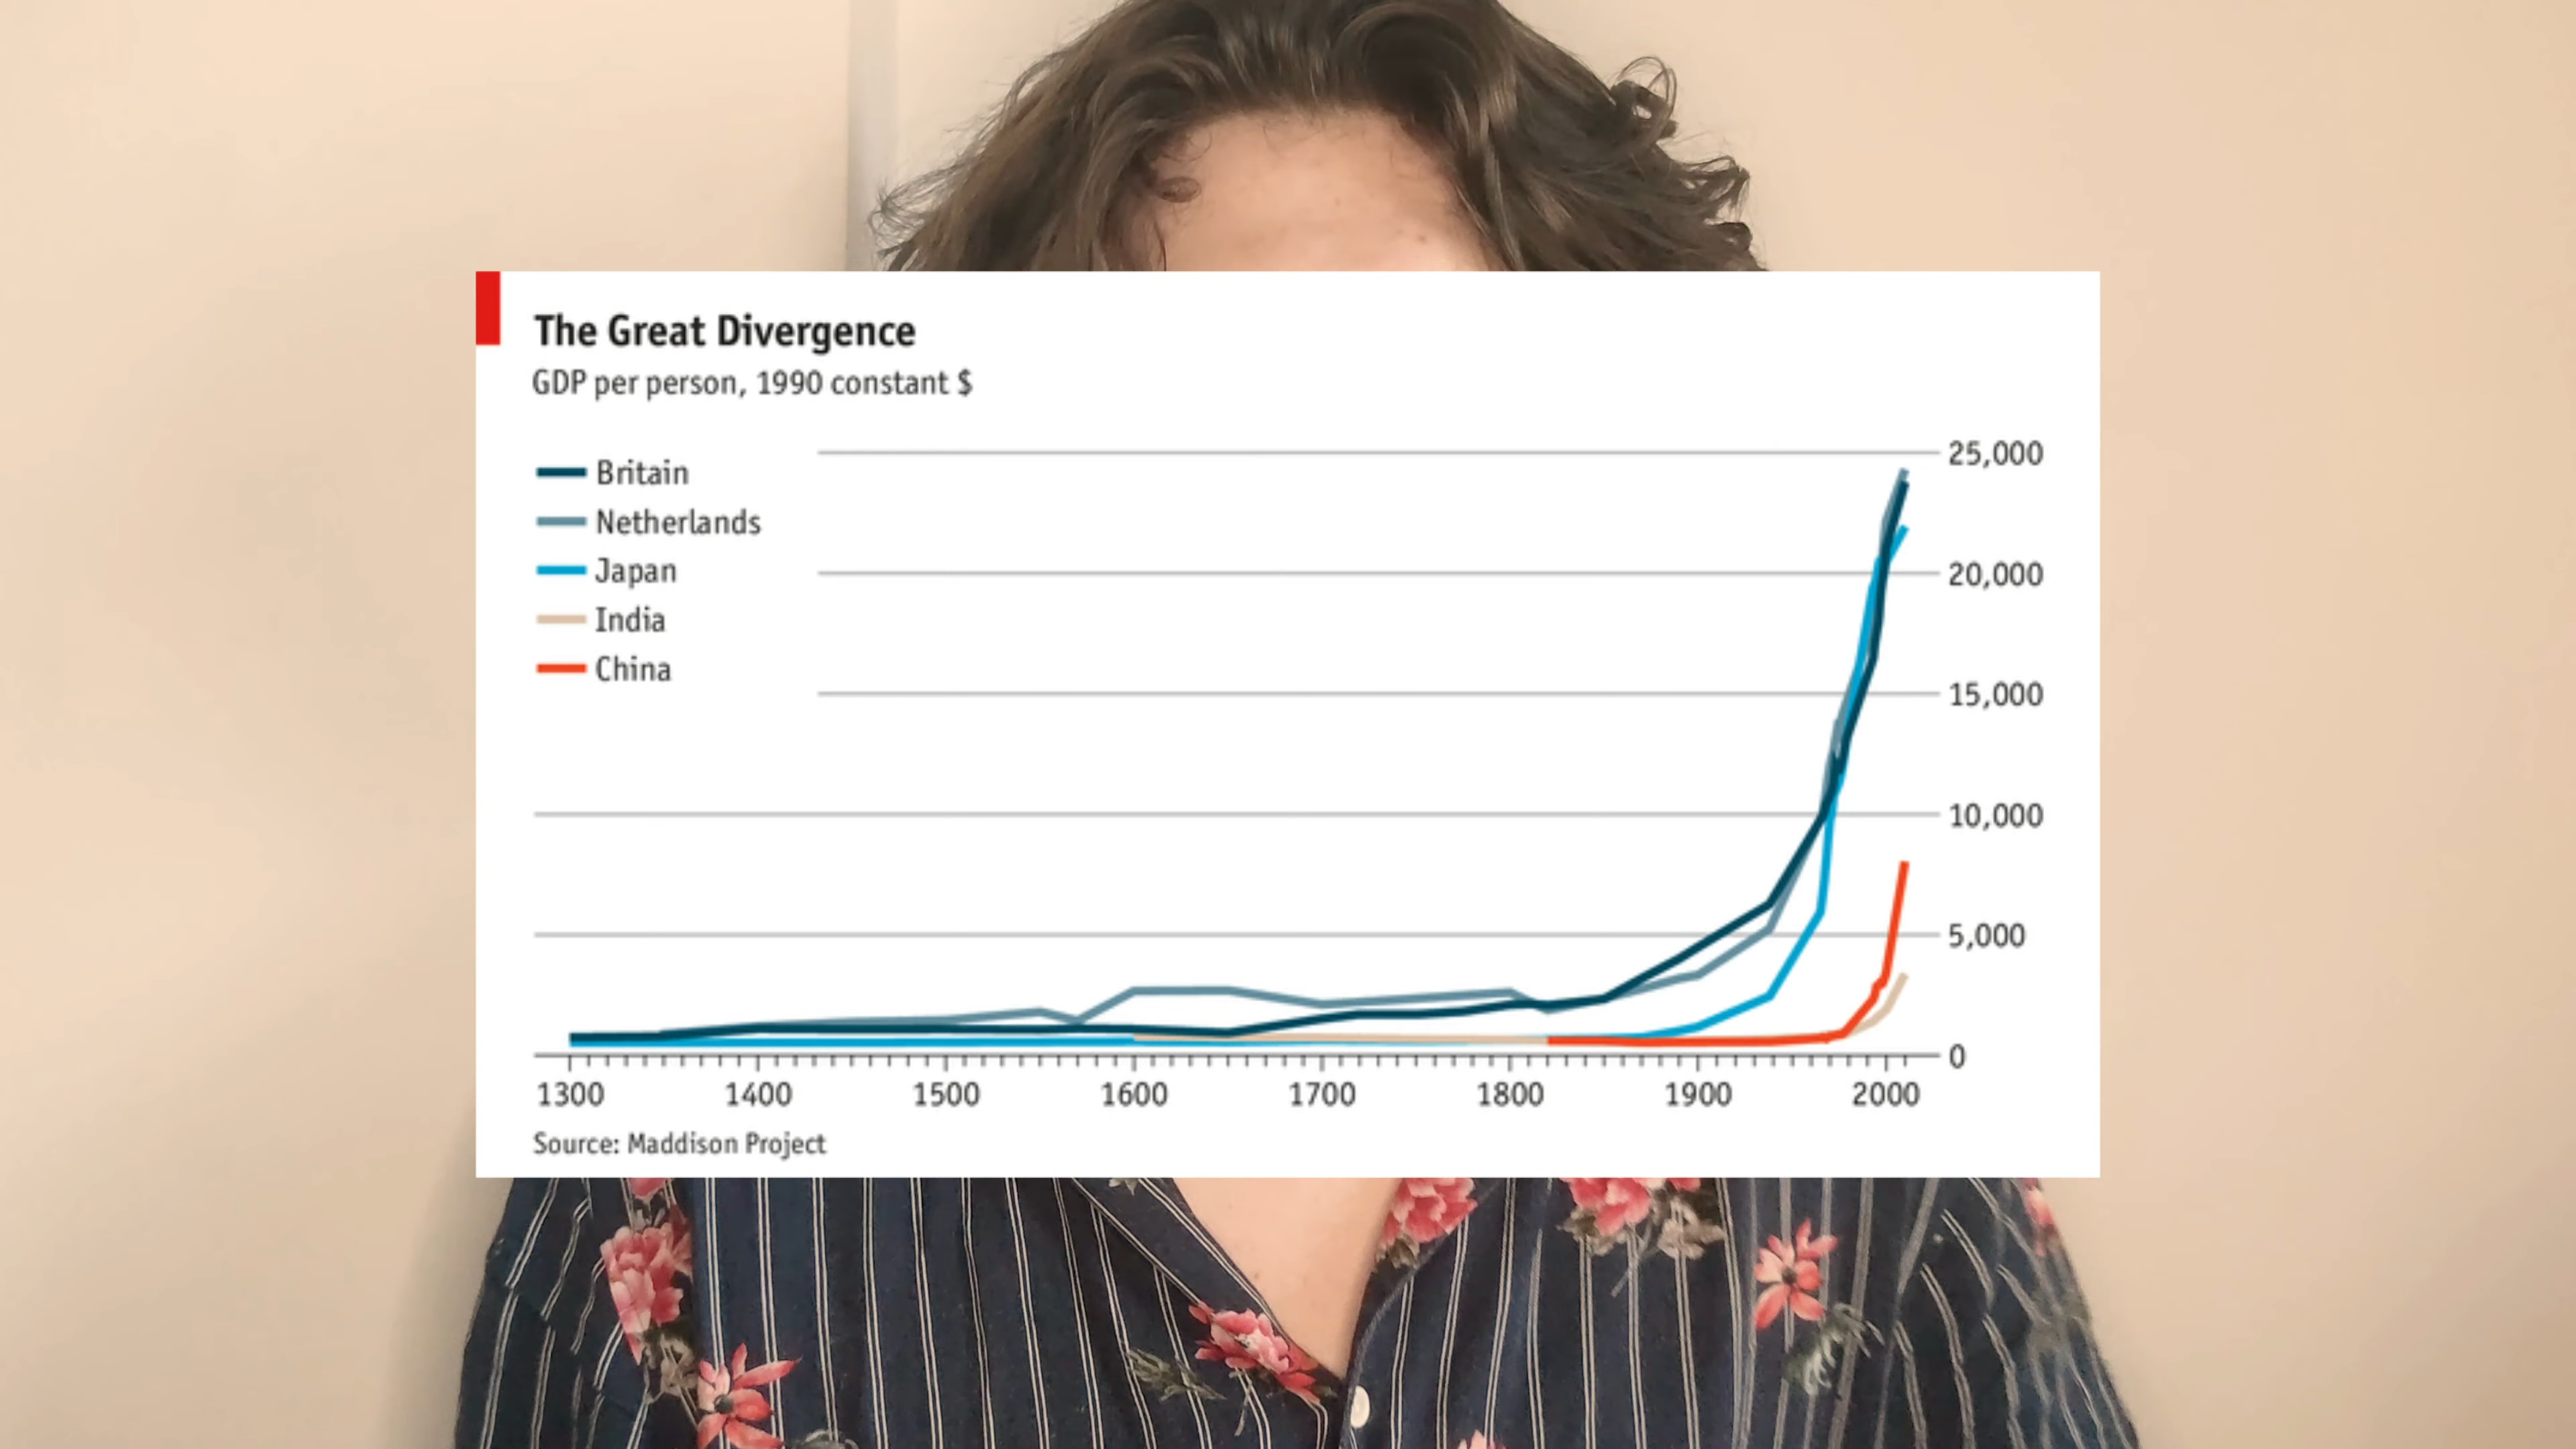 The Great Divergence
GDP per person, 1990 constant $
Britain
Netherlands
Japan
India
China
25,000
20,000
15,000
10,000
5,000
0
1300 1400 1500 1600 1700 1800 1900 2000
Source: Maddison Project